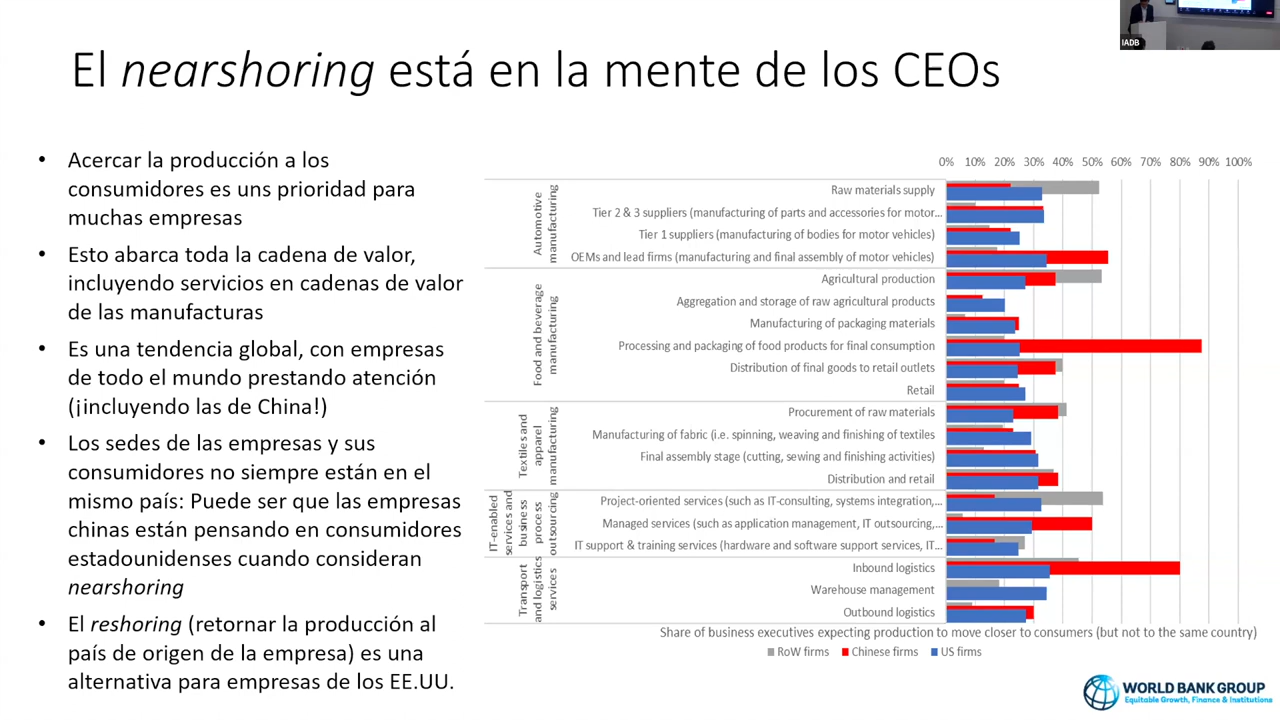 IADB
El nearshoring está en la mente de los CEOs
• Acercar la producción a los
consumidores es uns prioridad para
muchas empresas
• Esto abarca toda la cadena de valor,
incluyendo servicios en cadenas de valor
de las manufacturas
• Es una tendencia global, con empresas
de todo el mundo prestando atención
(¡incluyendo las de China!)
• Los sedes de las empresas y sus
consumidores no siempre están en el
mismo país: Puede ser que las empresas
chinas están pensando en consumidores
estadounidenses cuando consideran
nearshoring
• El reshoring (retornar la producción al
país de origen de la empresa) es una
alternativa para empresas de los EE.UU.
0% 10% 20% 30% 40% 50% 60% 70% 80% 90% 100%
Automotive
manufacturing
Raw materials supply
Tier 2 & 3 suppliers (manufacturing of parts and accessories for motor...
Tier 1 suppliers (manufacturing of bodies for motor vehicles)
OEMs and lead firms (manufacturing and final assembly of motor vehicles)
Food and beverage
manufacturing
Agricultural production
Aggregation and storage of raw agricultural products
Manufacturing of packaging materials
Processing and packaging of food products for final consumption
Distribution of final goods to retail outlets
Retail
Textiles and
apparel
manufacturing
Procurement of raw materials
Manufacturing of fabric (i.e. spinning, weaving and finishing of textiles
Final assembly stage (cutting, sewing and finishing activities)
Distribution and retail
IT-enabled
services and
business
process
outsourcing
Project-oriented services (such as IT-consulting, systems integration,...
Managed services (such as application management, IT outsourcing,...
IT support & training services (hardware and software support services, IT...
Transport
and logistics
services
Inbound logistics
Warehouse management
Outbound logistics
Share of business executives expecting production to move closer to consumers (but not to the same country)
RoW firms Chinese firms US firms
WORLD BANK GROUP
Equitable Growth, Finance & Institutions